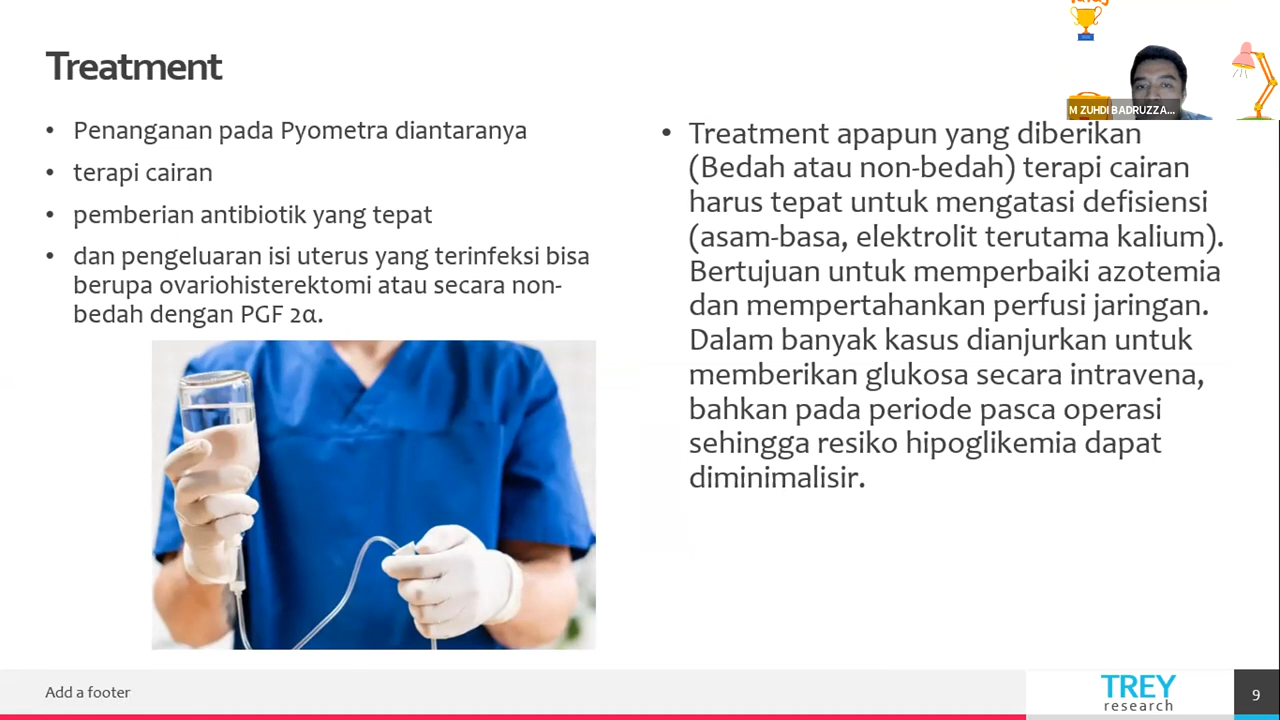 Treatment
• Penanganan pada Pyometra diantaranya
• terapi cairan
• pemberian antibiotik yang tepat
• dan pengeluaran isi uterus yang terinfeksi bisa
berupa ovariohisterektomi atau secara non-
bedah dengan PGF 2α.
M ZUHDI BADRUZZA...
• Treatment apapun yang diberikan
(Bedah atau non-bedah) terapi cairan
harus tepat untuk mengatasi defisiensi
(asam-basa, elektrolit terutama kalium).
Bertujuan untuk memperbaiki azotemia
dan mempertahankan perfusi jaringan.
Dalam banyak kasus dianjurkan untuk
memberikan glukosa secara intravena,
bahkan pada periode pasca operasi
sehingga resiko hipoglikemia dapat
diminimalisir.
Add a footer
TREY
research
9